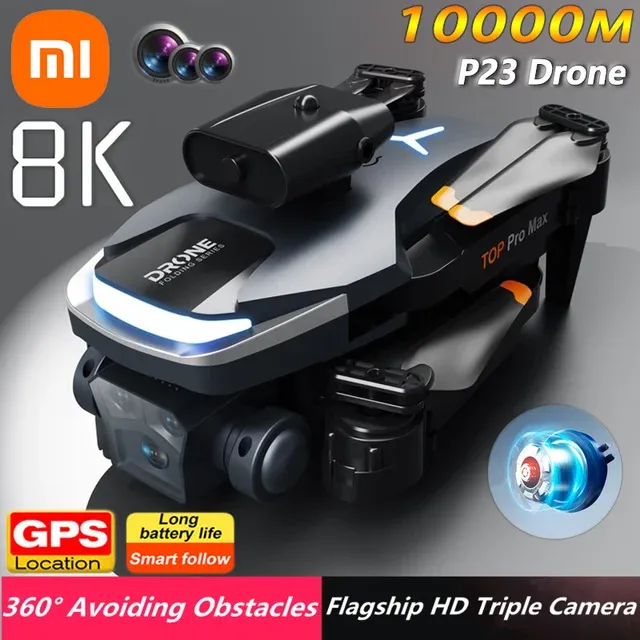 mi
10000M
P23 Drone
8K
TOP Pro Max
DRONE
FOLDING SERIES
GPS
Location
Long
battery life
Smart follow
360° Avoiding Obstacles
Flagship HD Triple Camera